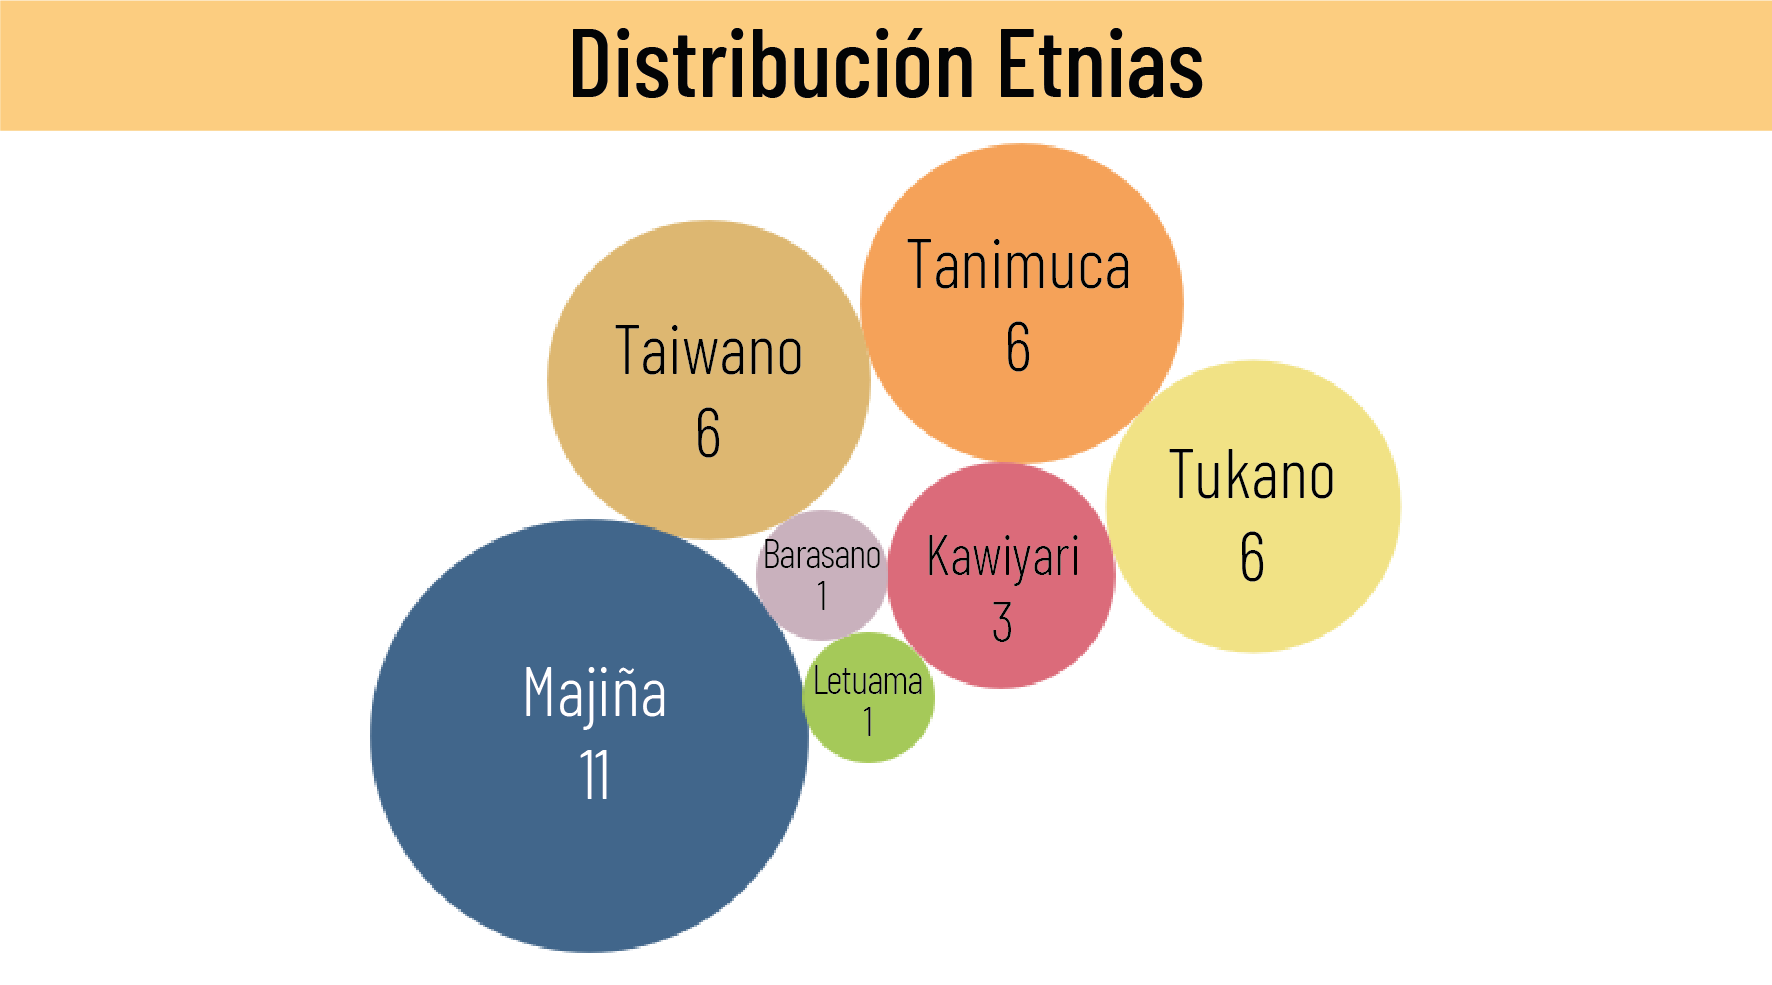 Distribución Etnias
Tanimuca
6
Taiwano
6
Tukano
6
Barasano
1
Kawiyari
3
Letuama
1
Majiña
11